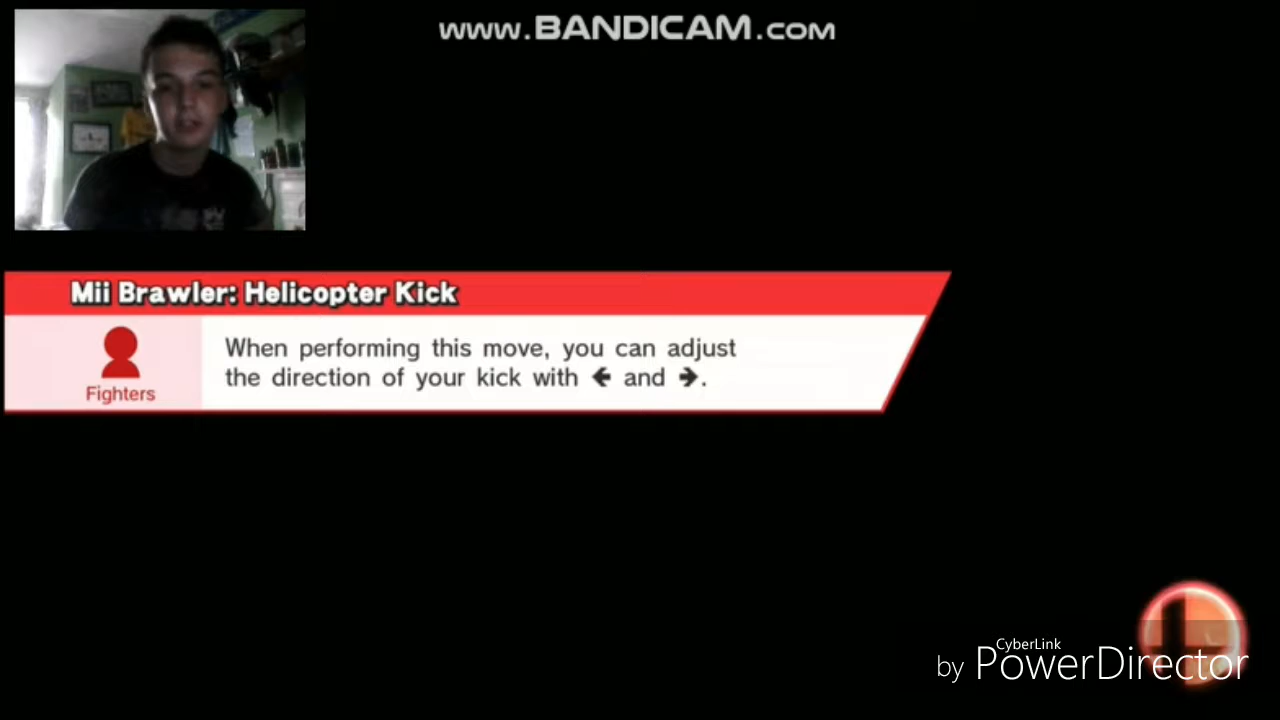 www.BANDICAM.COM
Mii Brawler: Helicopter Kick
When performing this move, you can adjust
the direction of your kick with ← and →.
Fighters
CyberLink
by PowerDirector